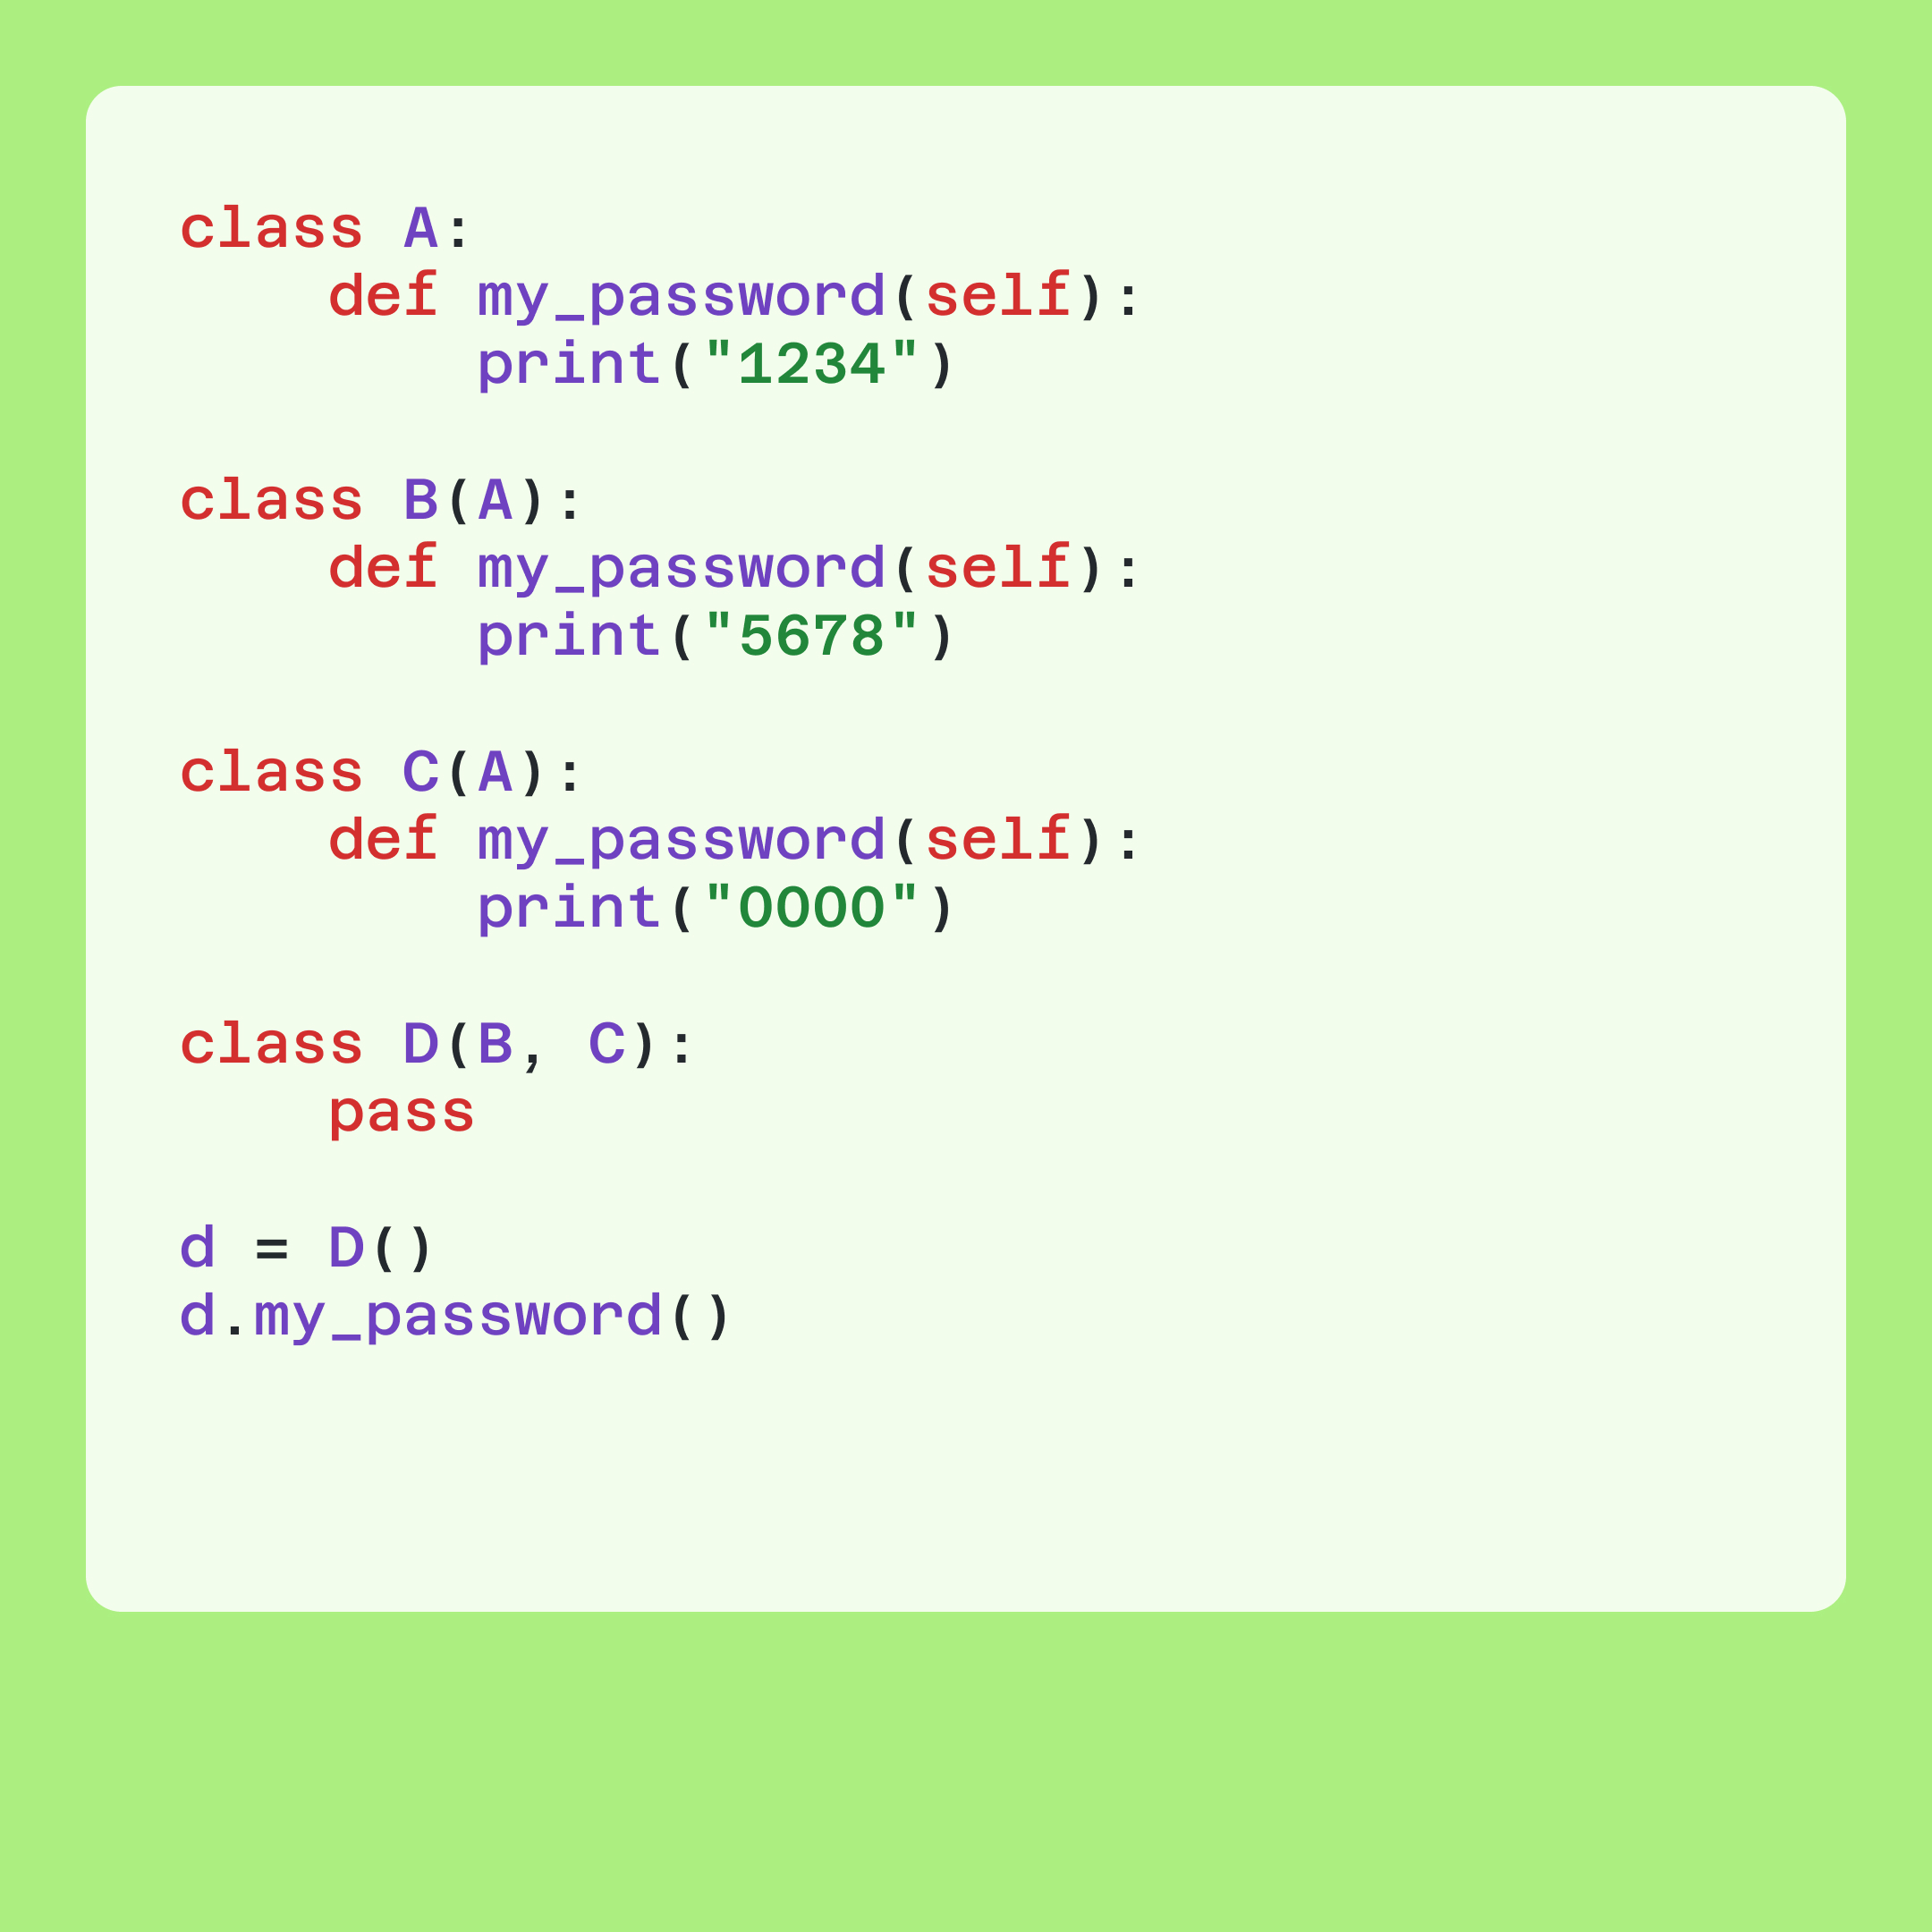 class A:
    def my_password(self):
        print("1234")
class B(A):
    def my_password(self):
        print("5678")
class C(A):
    def my_password(self):
        print("0000")
class D(B, C):
    pass
d = D()
d.my_password()